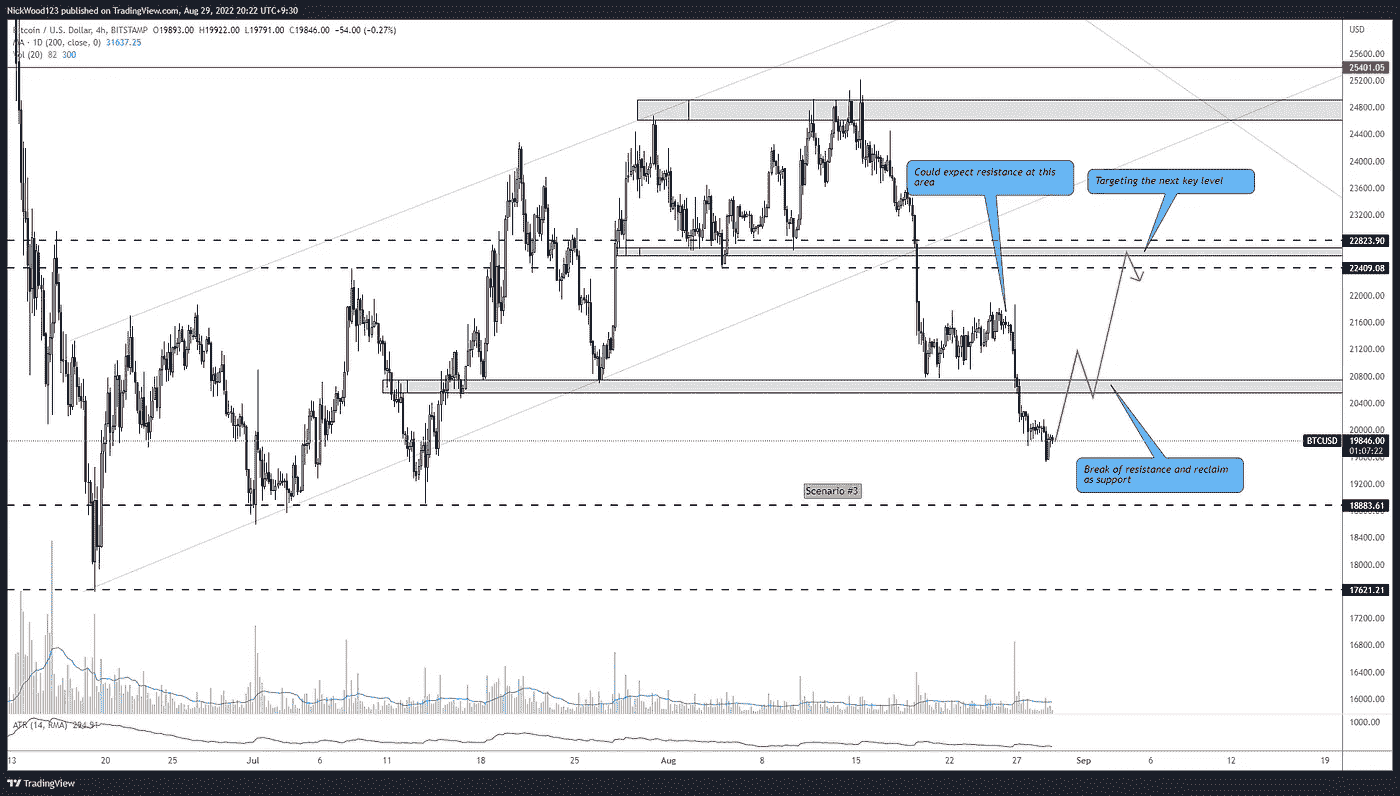 NickWood123 published on TradingView.com, Aug 29, 2022 20:22 UTC+9:30
Bitcoin / U.S. Dollar, 4h, BITSTAMP O19893.00 H19922.00 L19791.00 C19846.00 −54.00 (−0.27%)
MA · 1D (200, close, 0) 31637.25
Vol (20) 82 300
USD
25600.00
25401.05
25200.00
24800.00
24400.00
24000.00
23600.00
23200.00
22823.90
22409.08
22000.00
21600.00
21200.00
20800.00
20400.00
20000.00
BTCUSD 19846.00
01:07:22
18883.61
18400.00
18000.00
17621.21
17200.00
16800.00
16400.00
16000.00
1000.00
Could expect resistance at this
area
Targeting the next key level
Break of resistance and reclaim
as support
Scenario #3
ATR (14, RMA) 294.91
13 20 25 Jul 6 11 18 25 Aug 8 15 22 27 Sep 6 12 19
TradingView